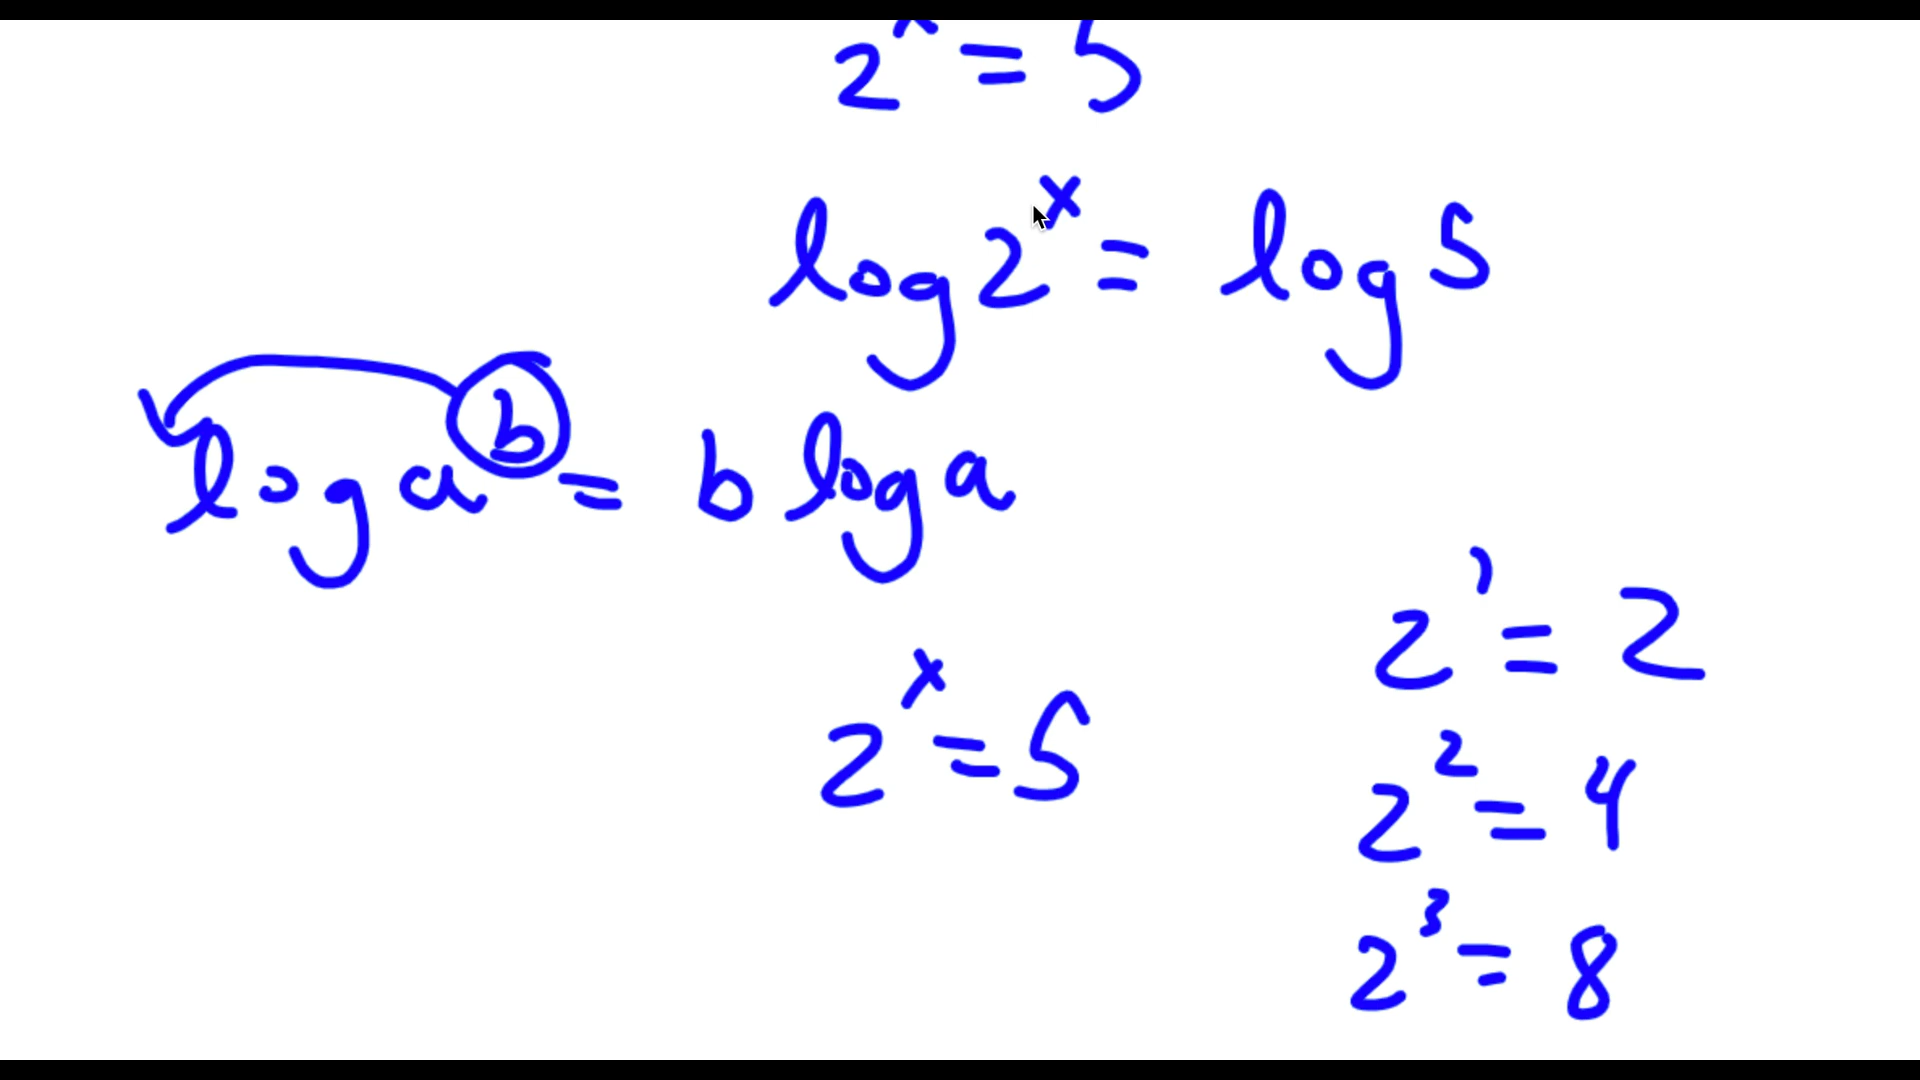 2^x = 5
log 2^x = log 5
log a^b = b log a
2^1 = 2
2^x = 5
2^2 = 4
2^3 = 8